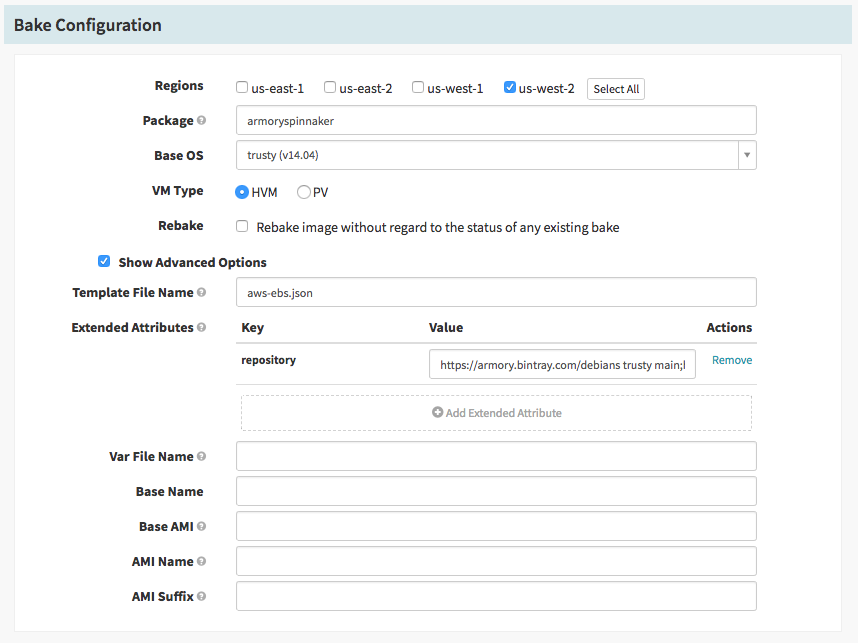 Bake Configuration
Regions us-east-1 us-east-2 us-west-1 us-west-2 Select All
Package armoryspinnaker
Base OS trusty (v14.04)
VM Type HVM PV
Rebake Rebake image without regard to the status of any existing bake
Show Advanced Options
Template File Name aws-ebs.json
Extended Attributes Key Value Actions
repository https://armory.bintray.com/debians trusty main; Remove
Add Extended Attribute
Var File Name
Base Name
Base AMI
AMI Name
AMI Suffix